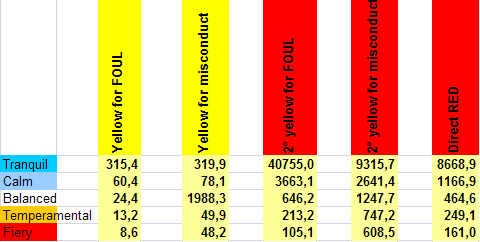 Yellow for FOUL
Yellow for misconduct
2° yellow for FOUL
2° yellow for misconduct
Direct RED
Tranquil 315,4 319,9 40755,0 9315,7 8668,9
Calm 60,4 78,1 3663,1 2641,4 1166,9
Balanced 24,4 1988,3 646,2 1247,7 464,6
Temperamental 13,2 49,9 213,2 747,2 249,1
Fiery 8,6 48,2 105,1 608,5 161,0